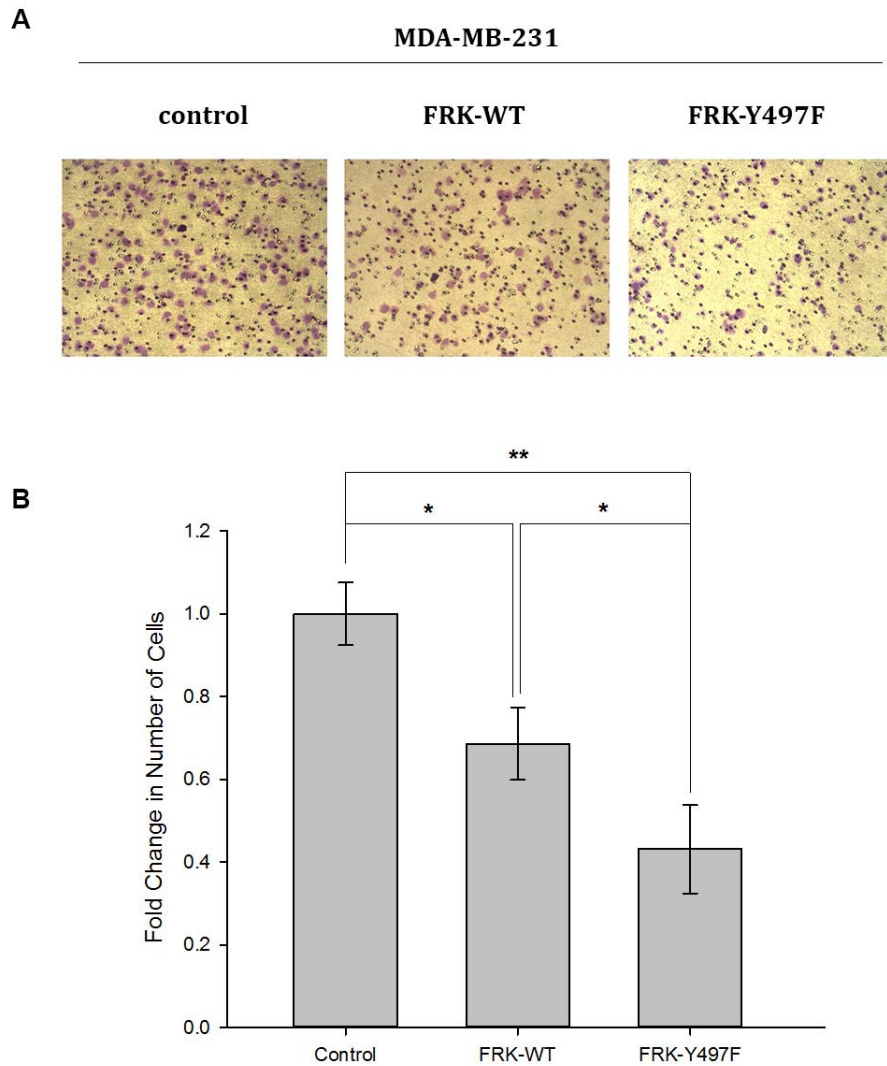 A
MDA-MB-231
control FRK-WT FRK-Y497F
B
**
* *
Fold Change in Number of Cells
1.2
1.0
0.8
0.6
0.4
0.2
0.0
Control FRK-WT FRK-Y497F